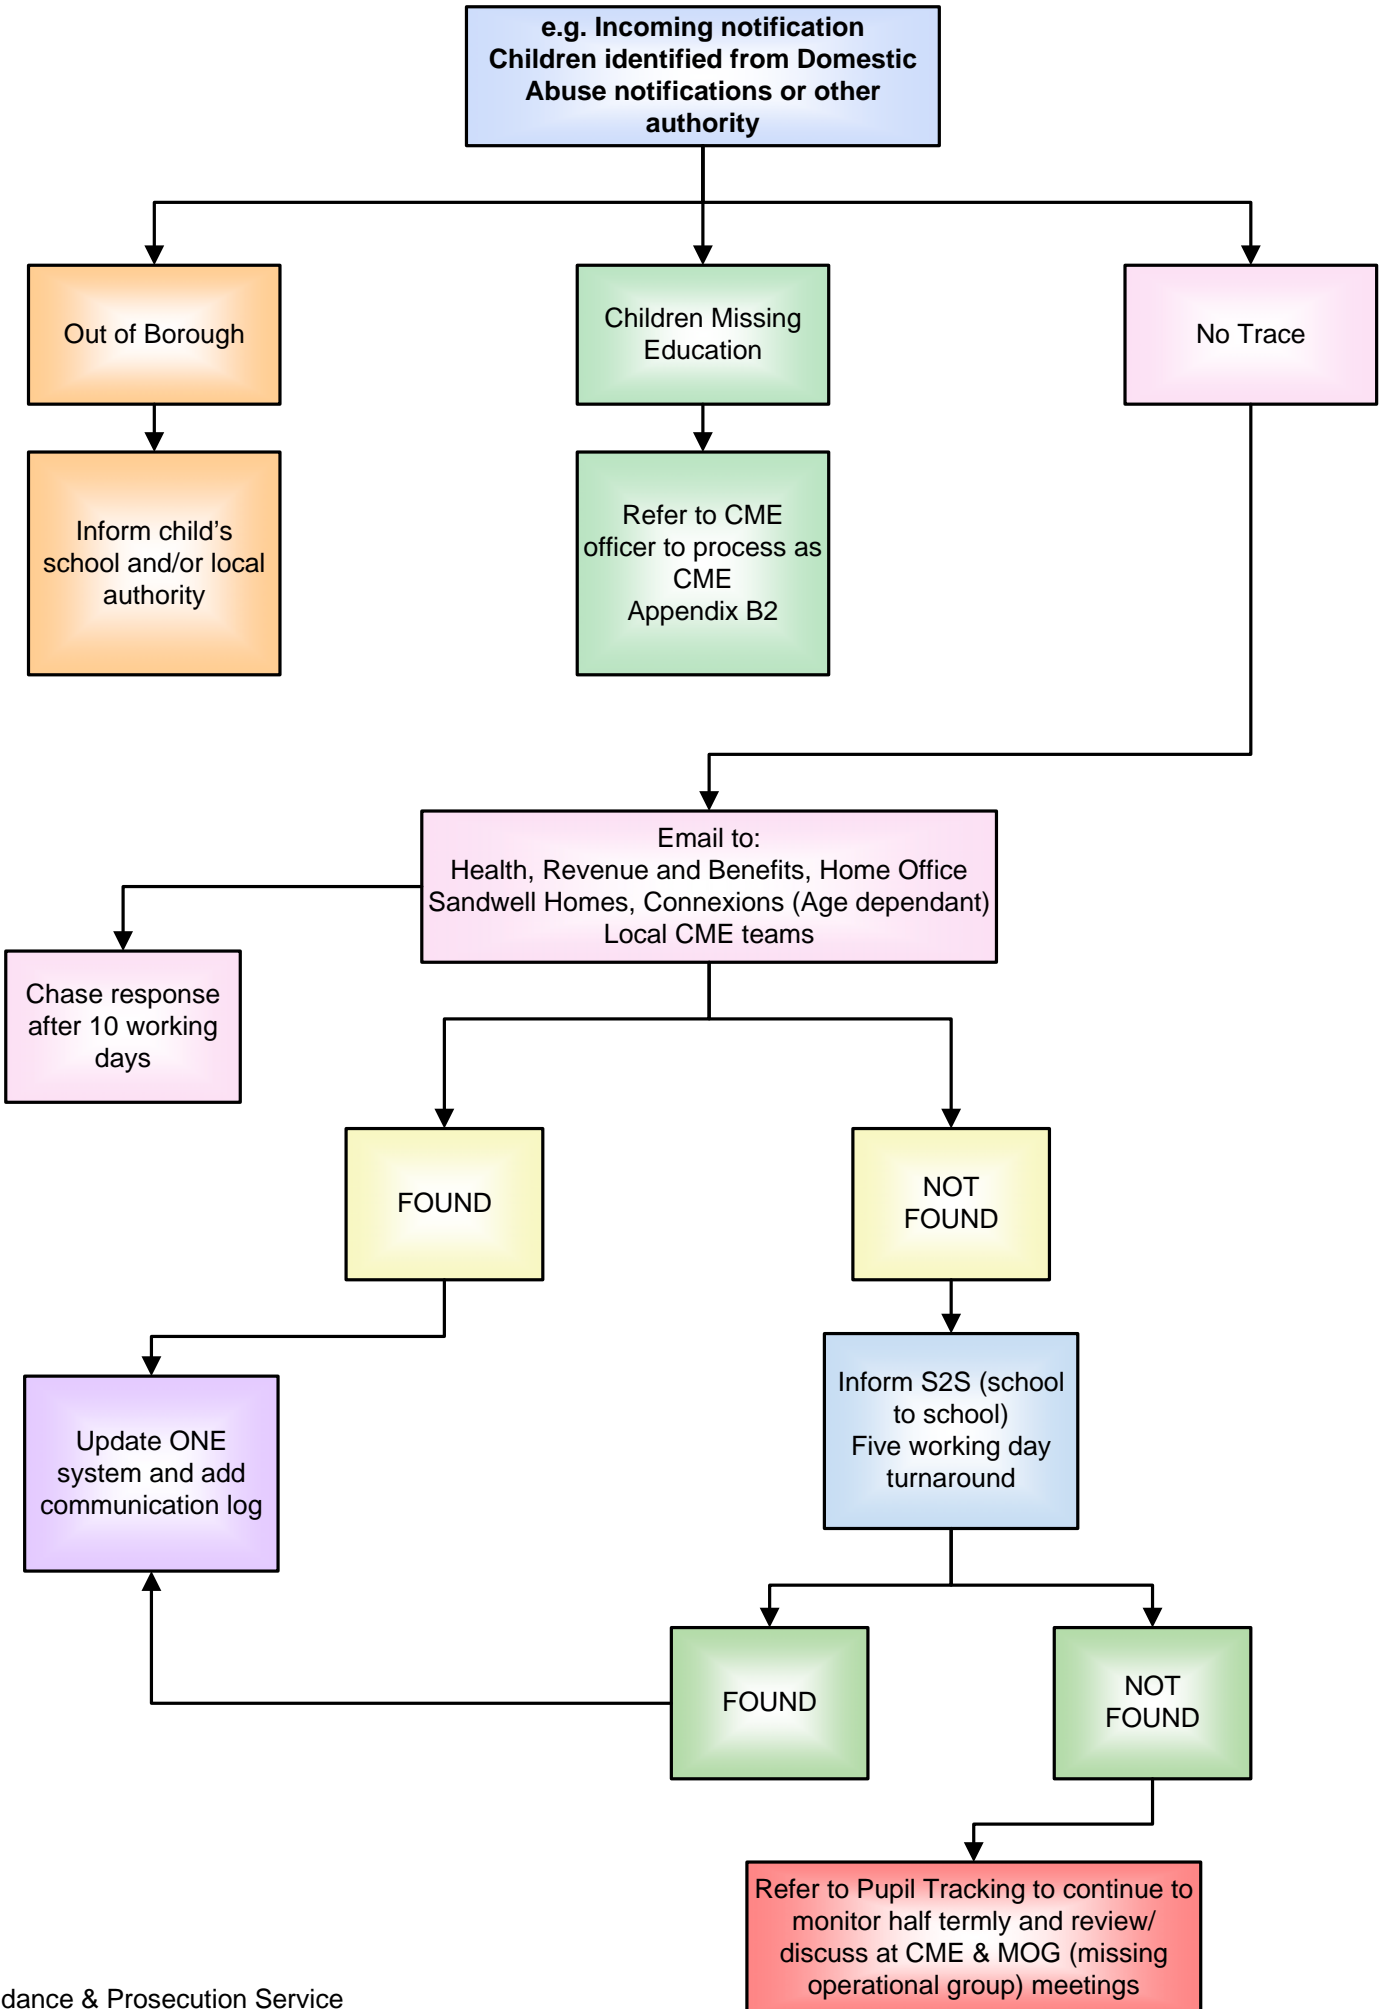 e.g. Incoming notification
Children identified from Domestic
Abuse notifications or other
authority
Out of Borough
Children Missing
Education
No Trace
Inform child’s
school and/or local
authority
Refer to CME
officer to process as
CME
Appendix B2
Email to:
Health, Revenue and Benefits, Home Office
Sandwell Homes, Connexions (Age dependant)
Local CME teams
Chase response
after 10 working
days
FOUND
NOT
FOUND
Update ONE
system and add
communication log
Inform S2S (school
to school)
Five working day
turnaround
FOUND
NOT
FOUND
Refer to Pupil Tracking to continue to
monitor half termly and review/
discuss at CME & MOG (missing
operational group) meetings
dance & Prosecution Service